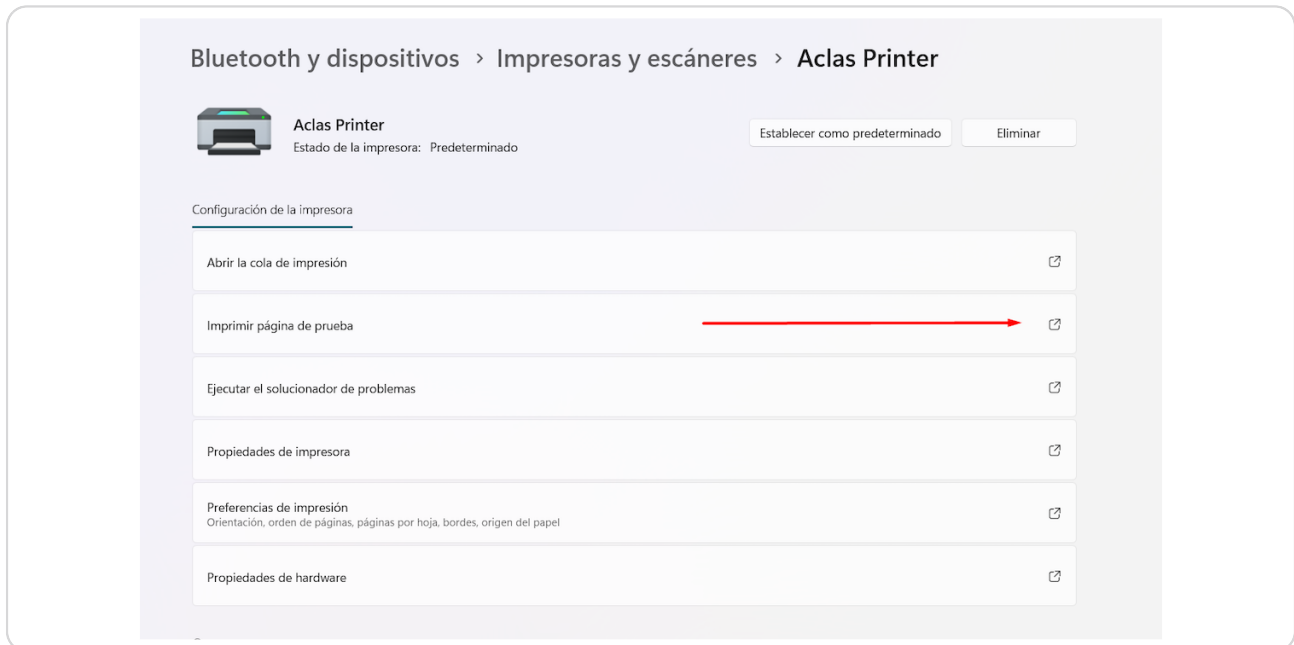 Bluetooth y dispositivos > Impresoras y escáneres > Aclas Printer
Aclas Printer
Estado de la impresora: Predeterminado
Establecer como predeterminado
Eliminar
Configuración de la impresora
Abrir la cola de impresión
Imprimir página de prueba
Ejecutar el solucionador de problemas
Propiedades de impresora
Preferencias de impresión
Orientación, orden de páginas, páginas por hoja, bordes, origen del papel
Propiedades de hardware